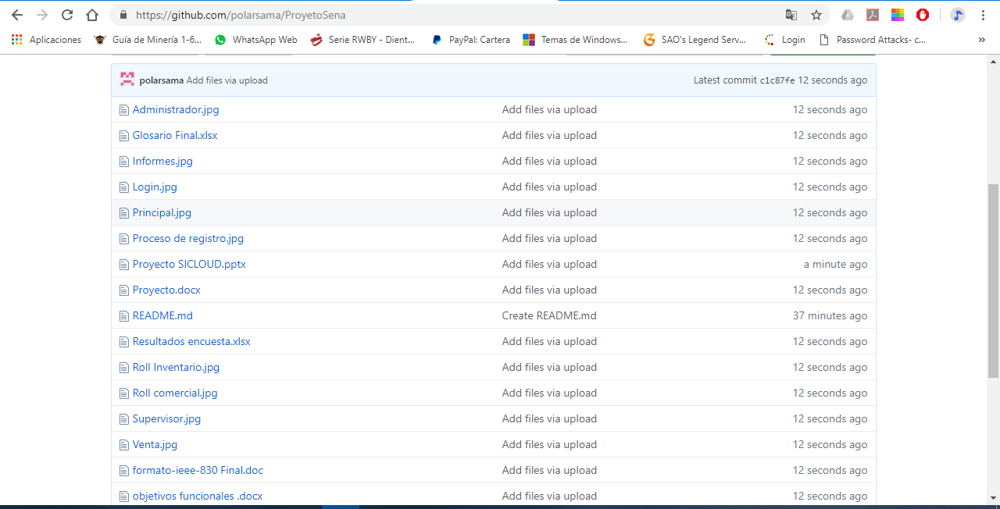 https://github.com/polarsama/ProyetoSena
Aplicaciones Guía de Minería 1-6... WhatsApp Web Serie RWBY - Dient... PayPal: Cartera Temas de Windows... SAO's Legend Serv... Login Password Attacks- c... »
polarsama Add files via upload Latest commit c1c87fe 12 seconds ago
Administrador.jpg Add files via upload 12 seconds ago
Glosario Final.xlsx Add files via upload 12 seconds ago
Informes.jpg Add files via upload 12 seconds ago
Login.jpg Add files via upload 12 seconds ago
Principal.jpg Add files via upload 12 seconds ago
Proceso de registro.jpg Add files via upload 12 seconds ago
Proyecto SICLOUD.pptx Add files via upload a minute ago
Proyecto.docx Add files via upload 12 seconds ago
README.md Create README.md 37 minutes ago
Resultados encuesta.xlsx Add files via upload 12 seconds ago
Roll Inventario.jpg Add files via upload 12 seconds ago
Roll comercial.jpg Add files via upload 12 seconds ago
Supervisor.jpg Add files via upload 12 seconds ago
Venta.jpg Add files via upload 12 seconds ago
formato-ieee-830 Final.doc Add files via upload 12 seconds ago
objetivos funcionales .docx Add files via upload 12 seconds ago